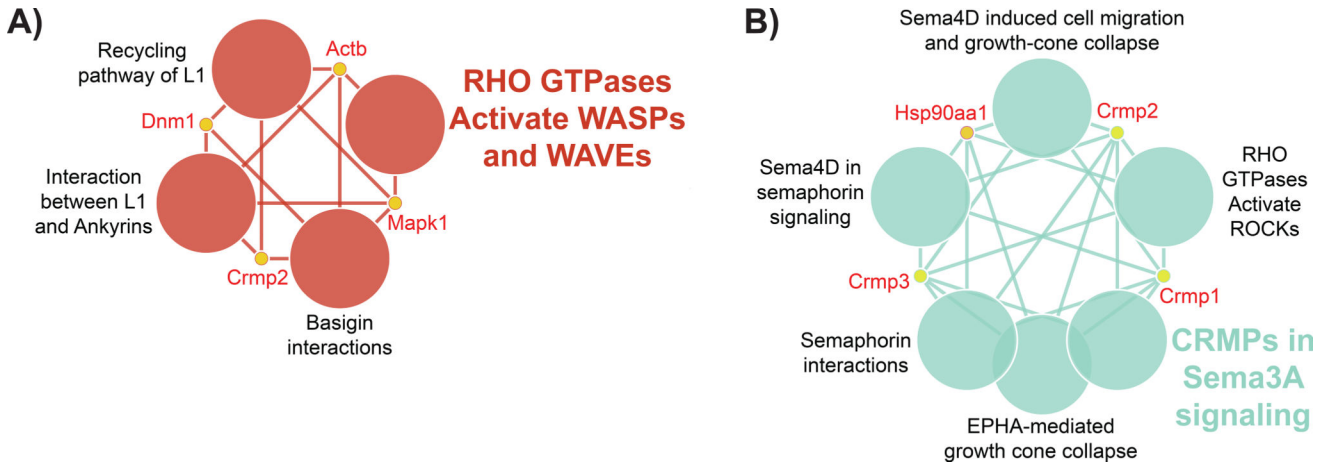 A)
Recycling
pathway of L1
Actb
RHO GTPases
Activate WASPs
and WAVEs
Dnm1
Interaction
between L1
and Ankyrins
Mapk1
Crmp2
Basigin
interactions
B)
Sema4D induced cell migration
and growth-cone collapse
Hsp90aa1
Crmp2
Sema4D in
semaphorin
signaling
RHO
GTPases
Activate
ROCKs
Crmp3
Crmp1
Semaphorin
interactions
CRMPs in
Sema3A
signaling
EPHA-mediated
growth cone collapse